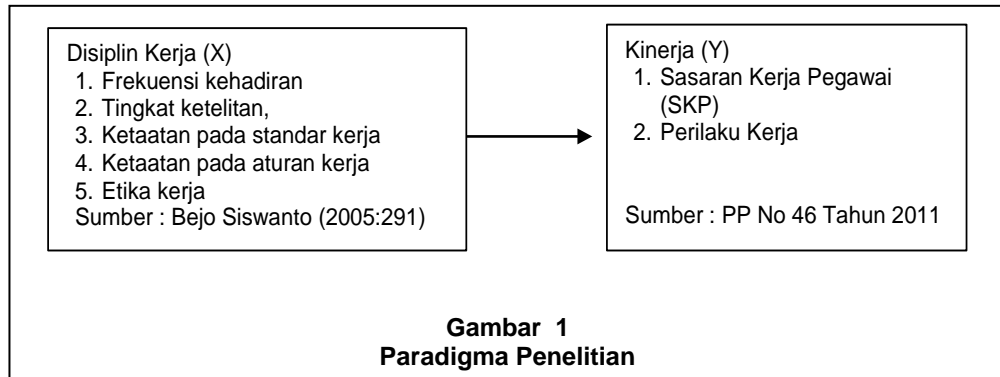 Disiplin Kerja (X)
1. Frekuensi kehadiran
2. Tingkat ketelitan,
3. Ketaatan pada standar kerja
4. Ketaatan pada aturan kerja
5. Etika kerja
Sumber : Bejo Siswanto (2005:291)
Kinerja (Y)
1. Sasaran Kerja Pegawai
(SKP)
2. Perilaku Kerja
Sumber : PP No 46 Tahun 2011
Gambar 1
Paradigma Penelitian